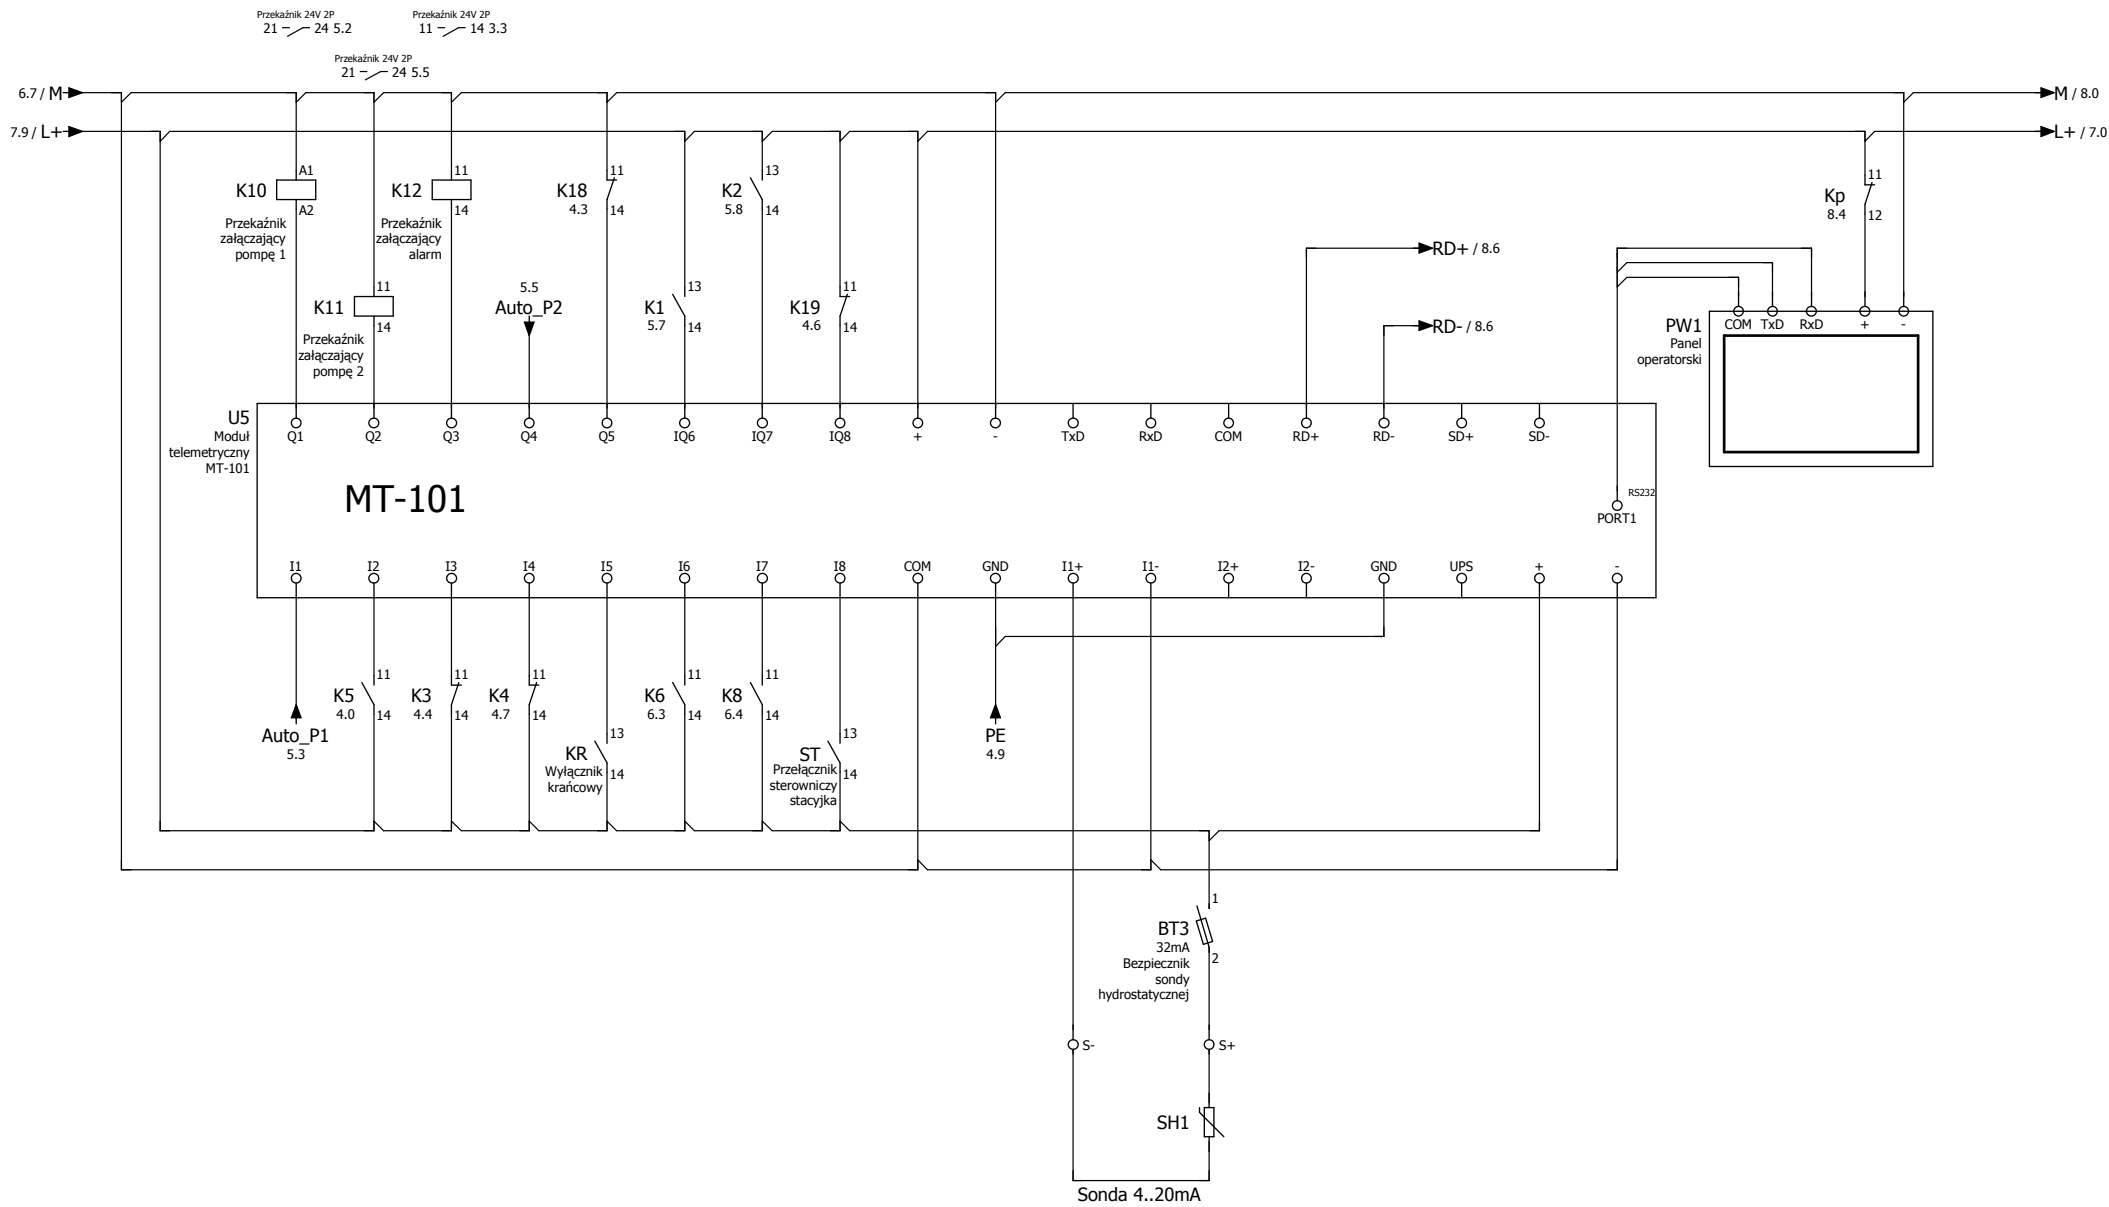 Przekaźnik 24V 2P
21 24 5.2
Przekaźnik 24V 2P
11 14 3.3
Przekaźnik 24V 2P
21 24 5.5
6.7 / M
M / 8.0
7.9 / L+
L+ / 7.0
A1
K10
A2
Przekaźnik
załączający
pompę 1
11
K11
14
Przekaźnik
załączający
pompę 2
11
K12
14
Przekaźnik
załączający
alarm
5.5
Auto_P2
11
K18
4.3
14
13
K1
5.7
14
13
K2
5.8
14
11
K19
4.6
14
RD+ / 8.6
RD- / 8.6
11
Kp
8.4
12
PW1
Panel
operatorski
COM TxD RxD + -
U5
Moduł
telemetryczny
MT-101
Q1 Q2 Q3 Q4 Q5 IQ6 IQ7 IQ8 + - TxD RxD COM RD+ RD- SD+ SD-
MT-101
RS232
PORT1
I1 I2 I3 I4 I5 I6 I7 I8 COM GND I1+ I1- I2+ I2- GND UPS + -
Auto_P1
5.3
11
K5
4.0
14
11
K3
4.4
14
11
K4
4.7
14
13
KR
14
Wyłącznik
krańcowy
11
K6
6.3
14
11
K8
6.4
14
13
ST
14
Przełącznik
sterowniczy
stacyjka
PE
4.9
1
BT3
32mA
2
Bezpiecznik
sondy
hydrostatycznej
S-
S+
SH1
Sonda 4..20mA